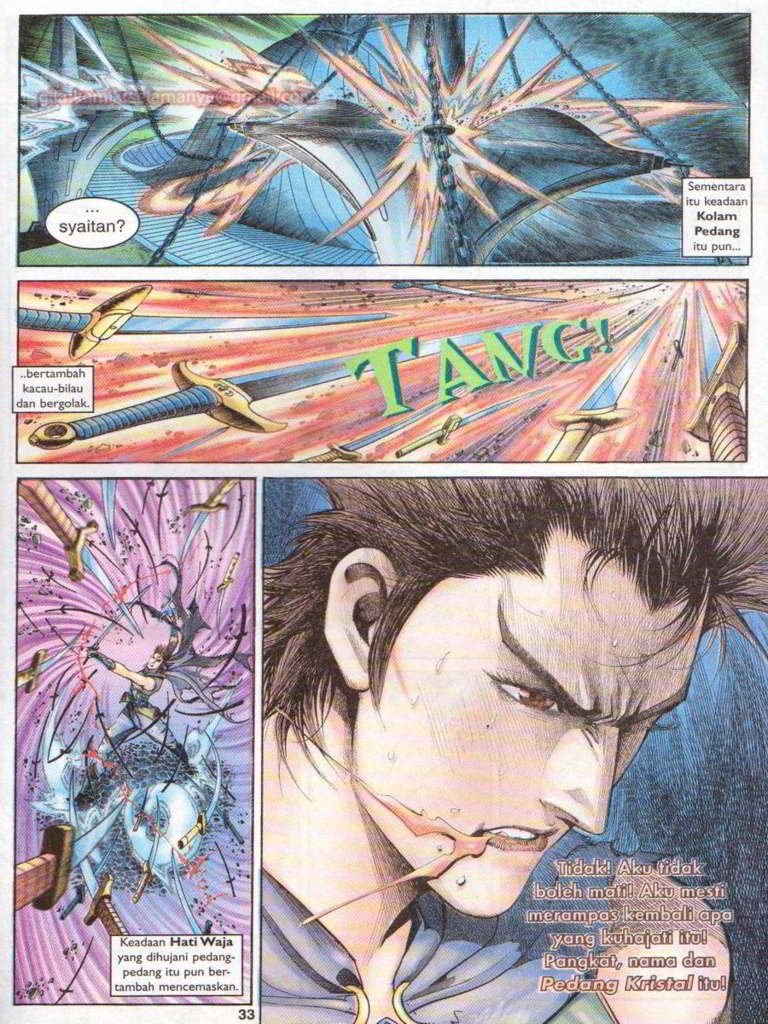 ...
syaitan?
Sementara
itu keadaan
Kolam
Pedang
itu pun...
..bertambah
kacau-bilau
dan bergolak.
TANG!
Keadaan Hati Waja
yang dihujani pedang-
pedang itu pun ber-
tambah mencemaskan.
Tidak! Aku tidak
boleh mati! Aku mesti
merampas kembali apa
yang kuhajati itu!
Pangkat, nama dan
Pedang Kristal itu!
33